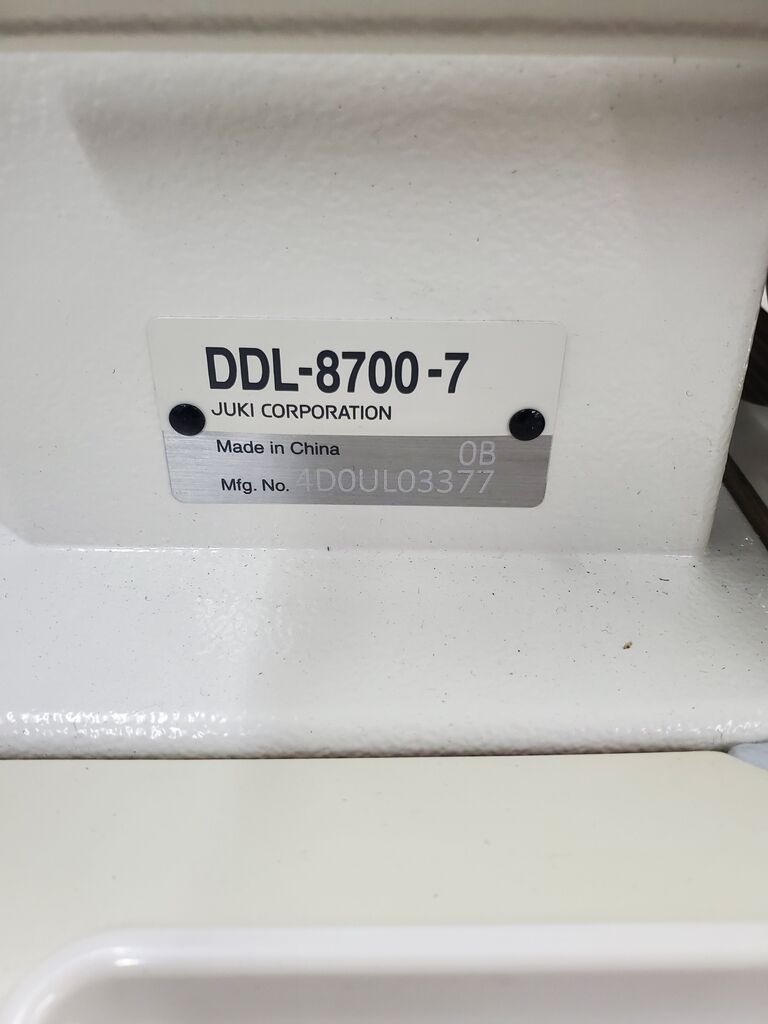 DDL-8700-7
JUKI CORPORATION
Made in China 0B
Mfg. No. 4D0UL03377